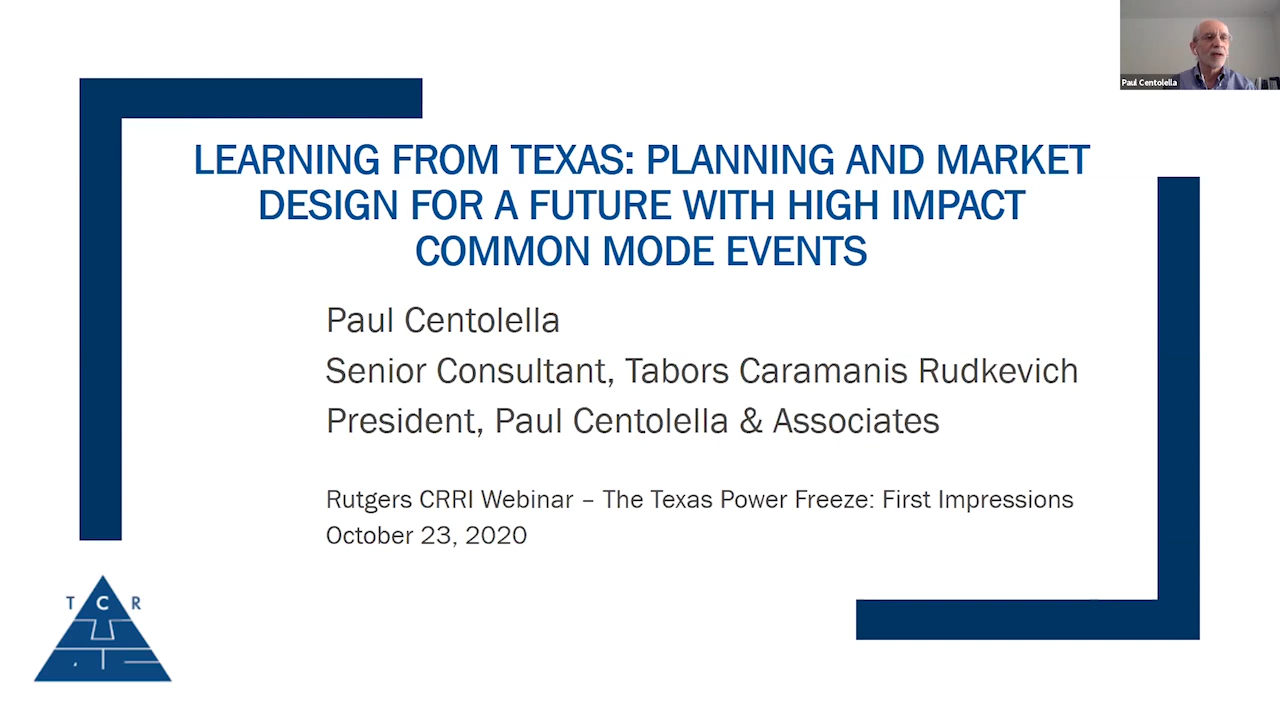 Paul Centolella
LEARNING FROM TEXAS: PLANNING AND MARKET
DESIGN FOR A FUTURE WITH HIGH IMPACT
COMMON MODE EVENTS
Paul Centolella
Senior Consultant, Tabors Caramanis Rudkevich
President, Paul Centolella & Associates
Rutgers CRRI Webinar – The Texas Power Freeze: First Impressions
October 23, 2020
T C R